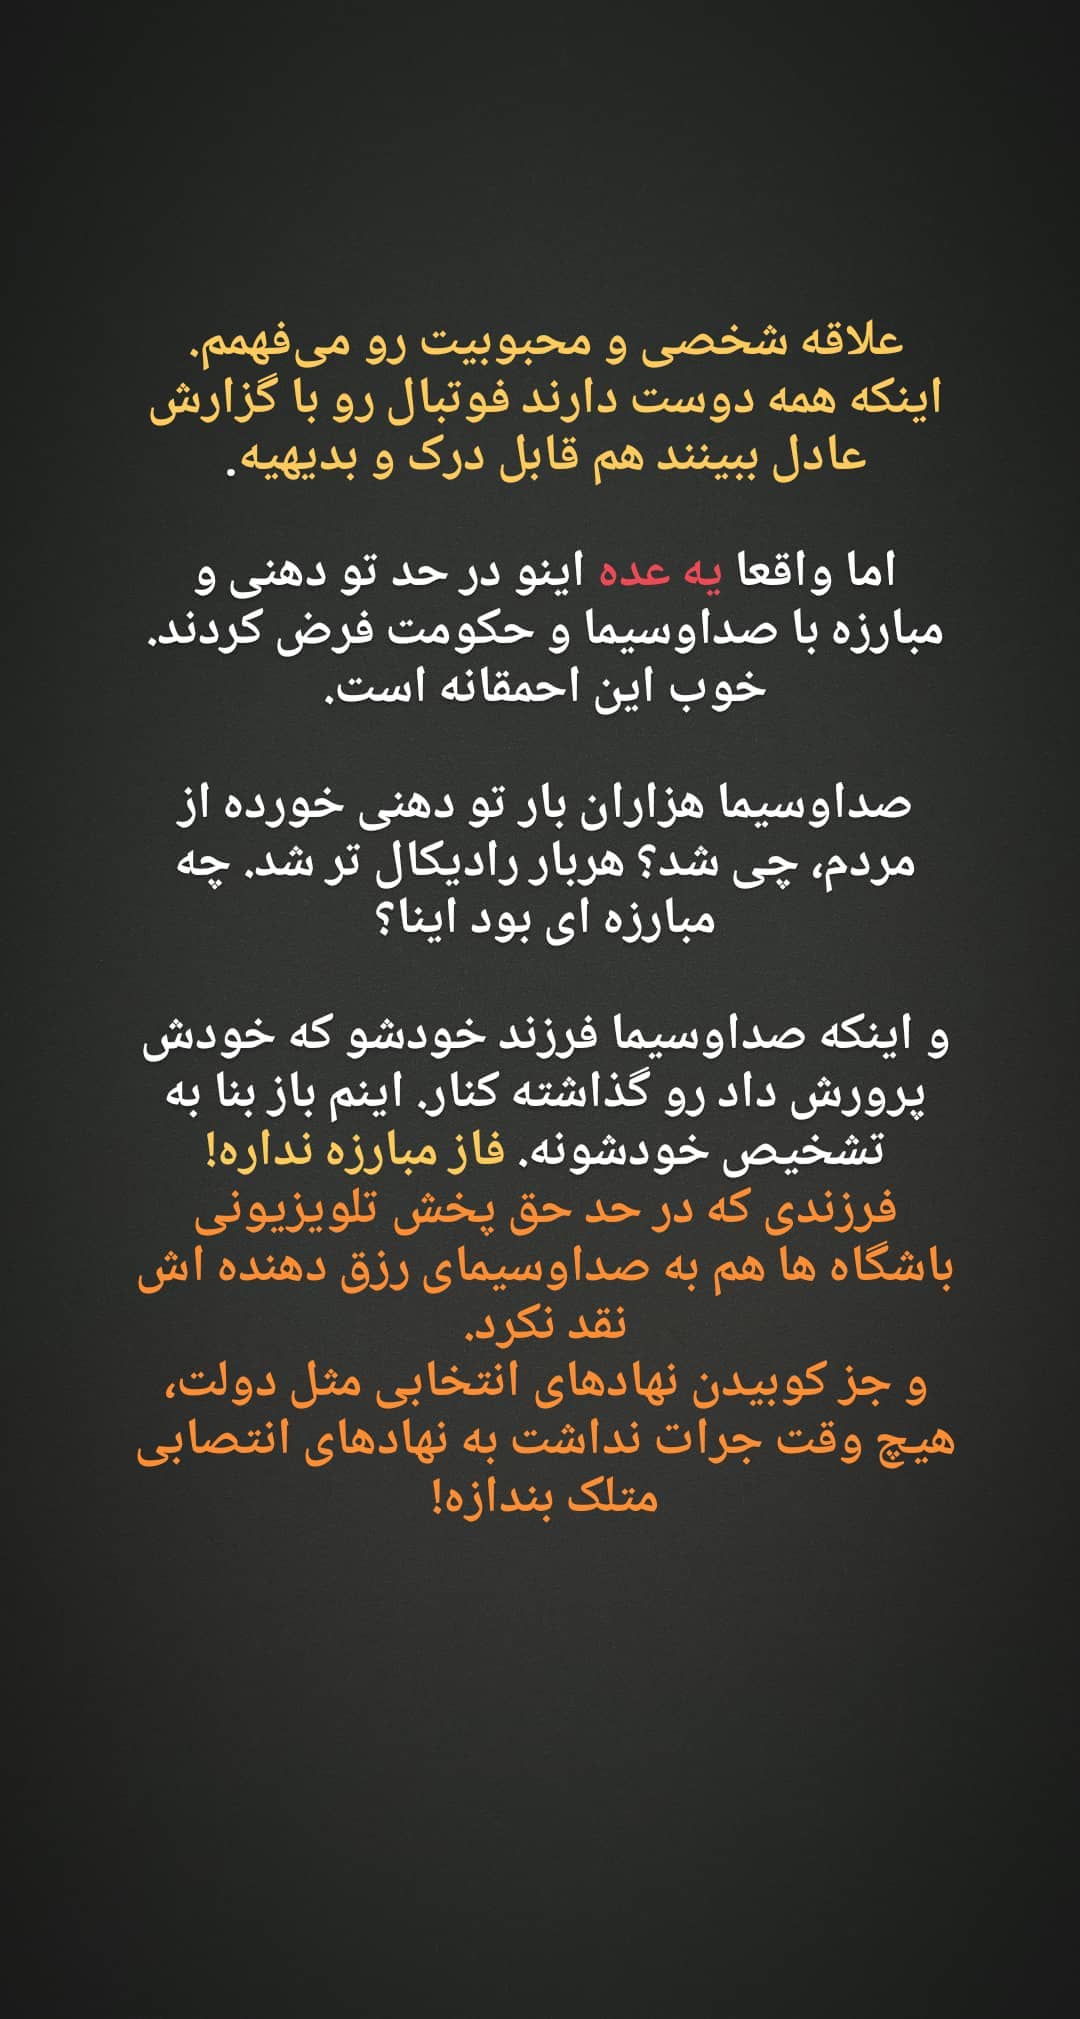 علاقه شخصی و محبوبیت رو می‌فهمم.
اینکه همه دوست دارند فوتبال رو با گزارش
عادل ببینند هم قابل درک و بدیهیه.
اما واقعا یه عده اینو در حد تو دهنی و
مبارزه با صداوسیما و حکومت فرض کردند.
خوب این احمقانه است.
صداوسیما هزاران بار تو دهنی خورده از
مردم، چی شد؟ هربار رادیکال تر شد. چه
مبارزه ای بود اینا؟
و اینکه صداوسیما فرزند خودشو که خودش
پرورش داد رو گذاشته کنار. اینم باز بنا به
تشخیص خودشونه. فاز مبارزه نداره!
فرزندی که در حد حق پخش تلویزیونی
باشگاه ها هم به صداوسیمای رزق دهنده اش
نقد نکرد.
و جز کوبیدن نهادهای انتخابی مثل دولت،
هیچ وقت جرات نداشت به نهادهای انتصابی
متلک بندازه!